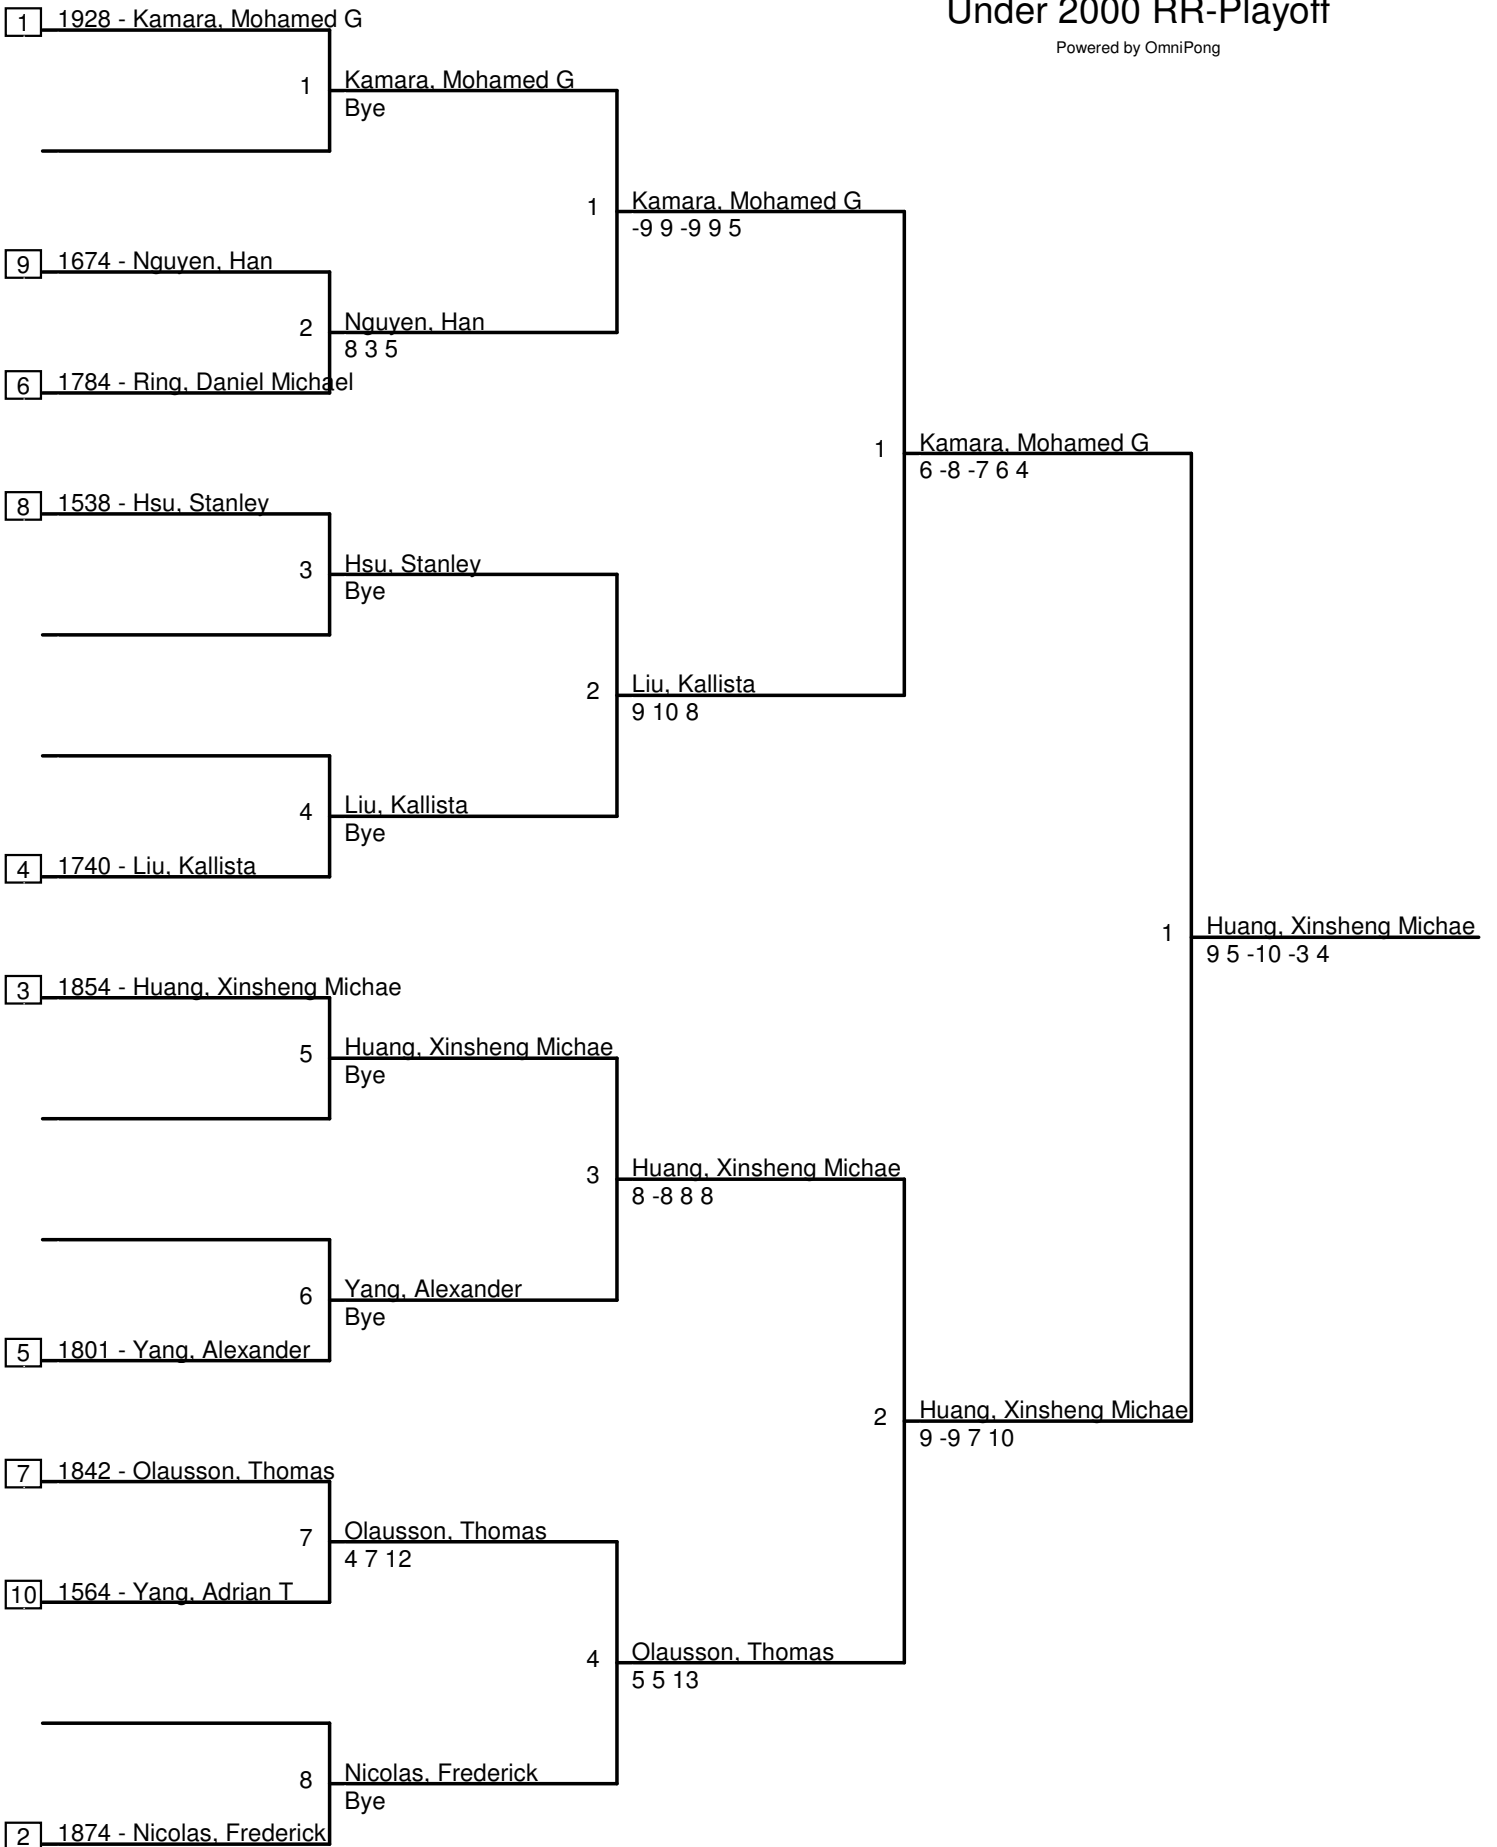 Under 2000 RR-Playoff
Powered by OmniPong
1 1928 - Kamara, Mohamed G
1 Kamara, Mohamed G
Bye
1 Kamara, Mohamed G
-9 9 -9 9 5
9 1674 - Nguyen, Han
2 Nguyen, Han
8 3 5
6 1784 - Ring, Daniel Michael
1 Kamara, Mohamed G
6 -8 -7 6 4
8 1538 - Hsu, Stanley
3 Hsu, Stanley
Bye
2 Liu, Kallista
9 10 8
4 Liu, Kallista
Bye
4 1740 - Liu, Kallista
1 Huang, Xinsheng Michae
9 5 -10 -3 4
3 1854 - Huang, Xinsheng Michae
5 Huang, Xinsheng Michae
Bye
3 Huang, Xinsheng Michae
8 -8 8 8
6 Yang, Alexander
Bye
5 1801 - Yang, Alexander
2 Huang, Xinsheng Michae
9 -9 7 10
7 1842 - Olausson, Thomas
7 Olausson, Thomas
4 7 12
10 1564 - Yang, Adrian T
4 Olausson, Thomas
5 5 13
8 Nicolas, Frederick
Bye
2 1874 - Nicolas, Frederick